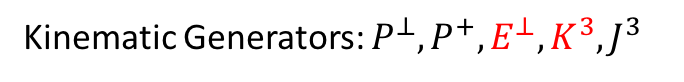 Kinematic Generators: P⊥, P⁺, E⊥, K³, J³